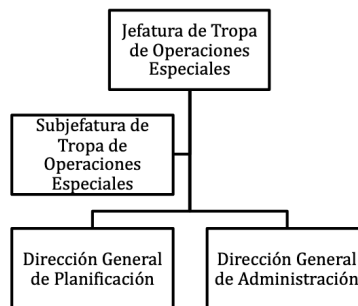 Jefatura de Tropa
de Operaciones
Especiales
Subjefatura de
Tropa de
Operaciones
Especiales
Dirección General
de Planificación
Dirección General
de Administración